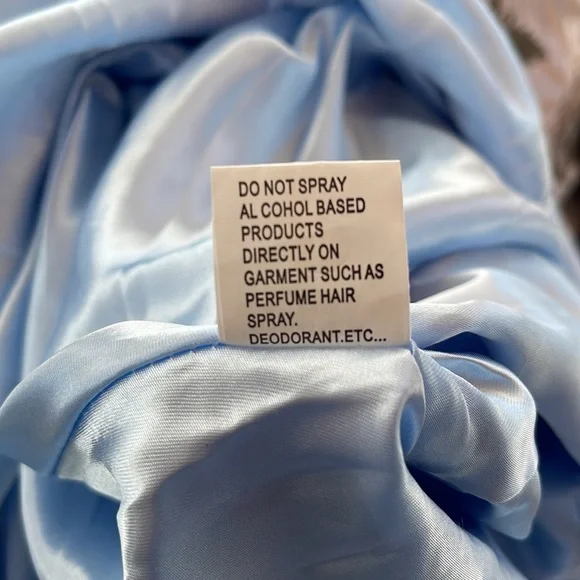 DO NOT SPRAY
AL COHOL BASED
PRODUCTS
DIRECTLY ON
GARMENT SUCH AS
PERFUME HAIR
SPRAY.
DEODORANT.ETC...